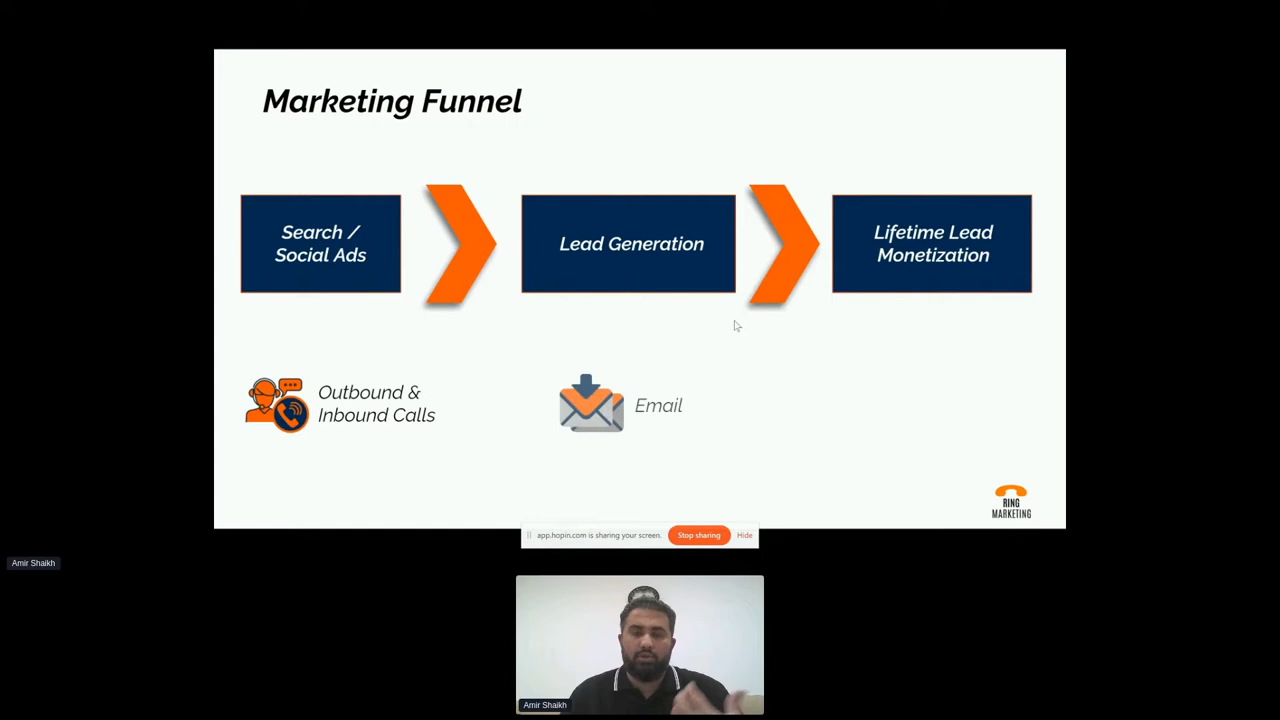 Marketing Funnel
Search /
Social Ads
Lead Generation
Lifetime Lead
Monetization
Outbound &
Inbound Calls
Email
RING
MARKETING
app.hopin.com is sharing your screen.
Stop sharing
Hide
Amir Shaikh
Amir Shaikh